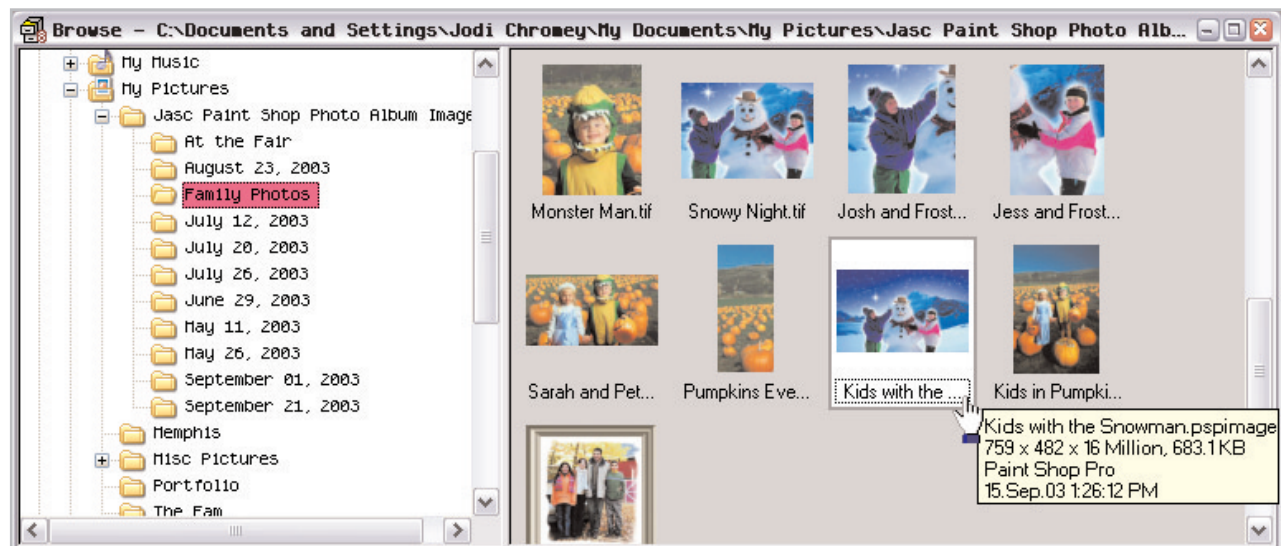 Browse - C:\Documents and Settings\Jodi Chromey\My Documents\My Pictures\Jasc Paint Shop Photo Alb...
My Music
My Pictures
Jasc Paint Shop Photo Album Image
At the Fair
August 23, 2003
Family Photos
July 12, 2003
July 20, 2003
July 26, 2003
June 29, 2003
May 11, 2003
May 26, 2003
September 01, 2003
September 21, 2003
Memphis
Misc Pictures
Portfolio
The Fam
Monster Man.tif
Snowy Night.tif
Josh and Frost...
Jess and Frost...
Sarah and Pet...
Pumpkins Eve...
Kids with the ...
Kids in Pumpki...
Kids with the Snowman.pspimage
759 x 482 x 16 Million, 683.1 KB
Paint Shop Pro
15.Sep.03 1:26:12 PM